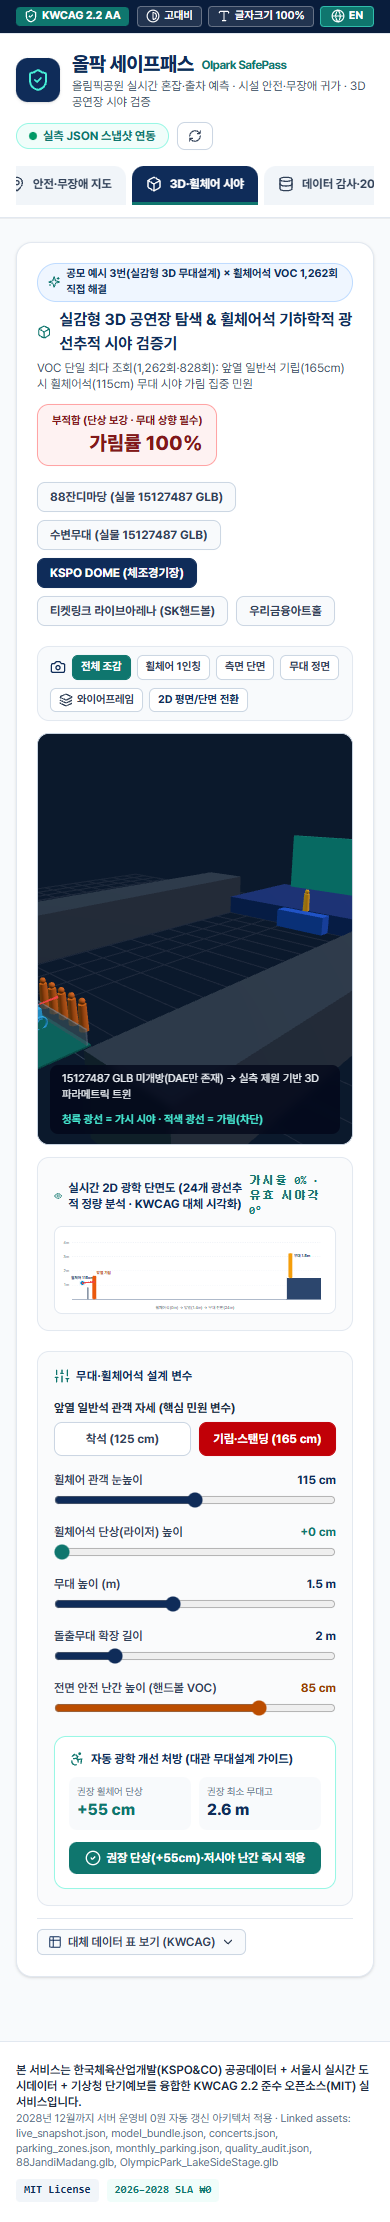 KWCAG 2.2 AA
고대비
글자크기 100%
EN
올팍 세이프패스 Olpark SafePass
올림픽공원 실시간 혼잡·출차 예측 · 시설 안전·무장애 귀가 · 3D
공연장 시야 검증
실측 JSON 스냅샷 연동
안전·무장애 지도
3D·휠체어 시야
데이터 감사·20
공모 예시 3번(실감형 3D 무대설계) × 휠체어석 VOC 1,262회
직접 해결
실감형 3D 공연장 탐색 & 휠체어석 기하학적 광
선추적 시야 검증기
VOC 단일 최다 조회(1,262회·828회): 앞열 일반석 기립(165cm)
시 휠체어석(115cm) 무대 시야 가림 집중 민원
부적합 (단상 보강 · 무대 상향 필수)
가림률 100%
88잔디마당 (실물 15127487 GLB)
수변무대 (실물 15127487 GLB)
KSPO DOME (체조경기장)
티켓링크 라이브아레나 (SK핸드볼)
우리금융아트홀
전체 조감
휠체어 1인칭
측면 단면
무대 정면
와이어프레임
2D 평면/단면 전환
15127487 GLB 미개방(DAE만 존재) → 실측 제원 기반 3D
파라메트릭 트윈
청록 광선 = 가시 시야 · 적색 광선 = 가림(차단)
실시간 2D 광학 단면도 (24개 광선추
적 정량 분석 · KWCAG 대체 시각화)
가시율 0% ·
유효 시야각
0°
무대·휠체어석 설계 변수
앞열 일반석 관객 자세 (핵심 민원 변수)
착석 (125 cm)
기립·스탠딩 (165 cm)
휠체어 관객 눈높이
115 cm
휠체어석 단상(라이저) 높이
+0 cm
무대 높이 (m)
1.5 m
돌출무대 확장 길이
2 m
전면 안전 난간 높이 (핸드볼 VOC)
85 cm
자동 광학 개선 처방 (대관 무대설계 가이드)
권장 휠체어 단상
+55 cm
권장 최소 무대고
2.6 m
권장 단상(+55cm)·저시야 난간 즉시 적용
대체 데이터 표 보기 (KWCAG)
본 서비스는 한국체육산업개발(KSPO&CO) 공공데이터 + 서울시 실시간 도
시데이터 + 기상청 단기예보를 융합한 KWCAG 2.2 준수 오픈소스(MIT) 실
서비스입니다.
2028년 12월까지 서버 운영비 0원 자동 갱신 아키텍처 적용 · Linked assets:
live_snapshot.json, model_bundle.json, concerts.json,
parking_zones.json, monthly_parking.json, quality_audit.json,
88JandiMadang.glb, OlympicPark_LakeSideStage.glb
MIT License
2026–2028 SLA ₩0